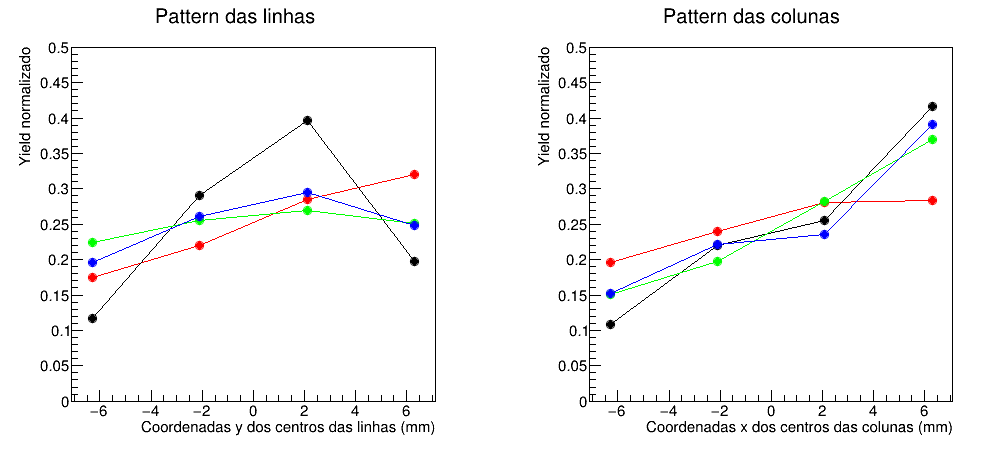 Pattern das linhas
Yield normalizado
0.5
0.45
0.4
0.35
0.3
0.25
0.2
0.15
0.1
0.05
0
−6 −4 −2 0 2 4 6
Coordenadas y dos centros das linhas (mm)
Pattern das colunas
Yield normalizado
0.5
0.45
0.4
0.35
0.3
0.25
0.2
0.15
0.1
0.05
0
−6 −4 −2 0 2 4 6
Coordenadas x dos centros das colunas (mm)